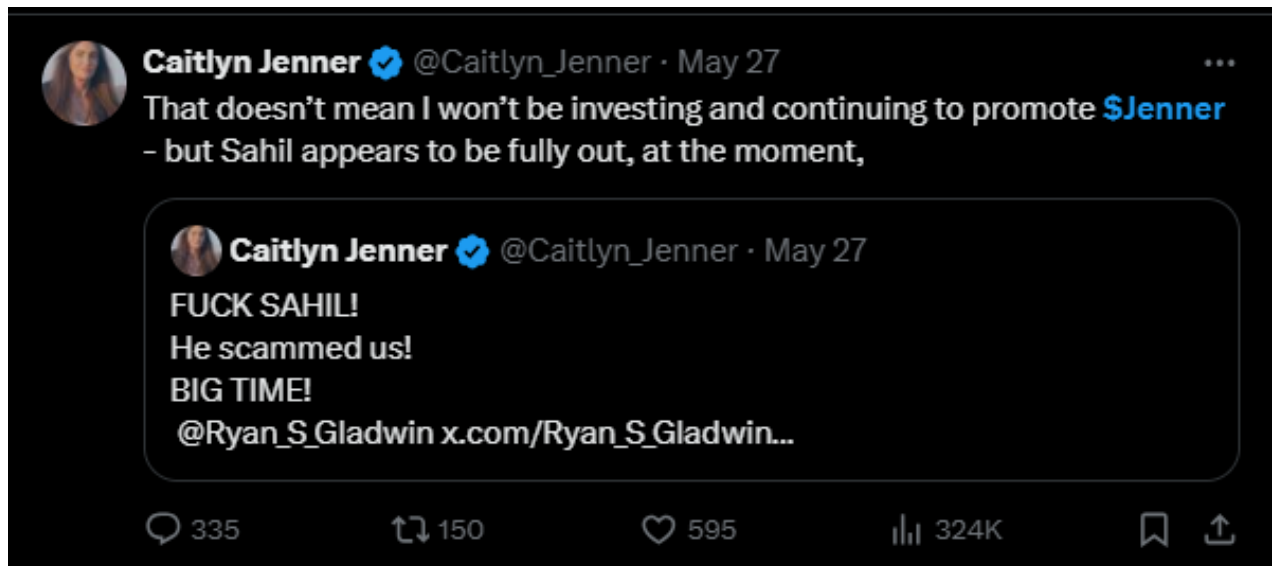 Caitlyn Jenner @Caitlyn_Jenner · May 27
That doesn’t mean I won’t be investing and continuing to promote $Jenner
- but Sahil appears to be fully out, at the moment,
Caitlyn Jenner @Caitlyn_Jenner · May 27
FUCK SAHIL!
He scammed us!
BIG TIME!
@Ryan_S_Gladwin x.com/Ryan_S_Gladwin...
335 150 595 324K